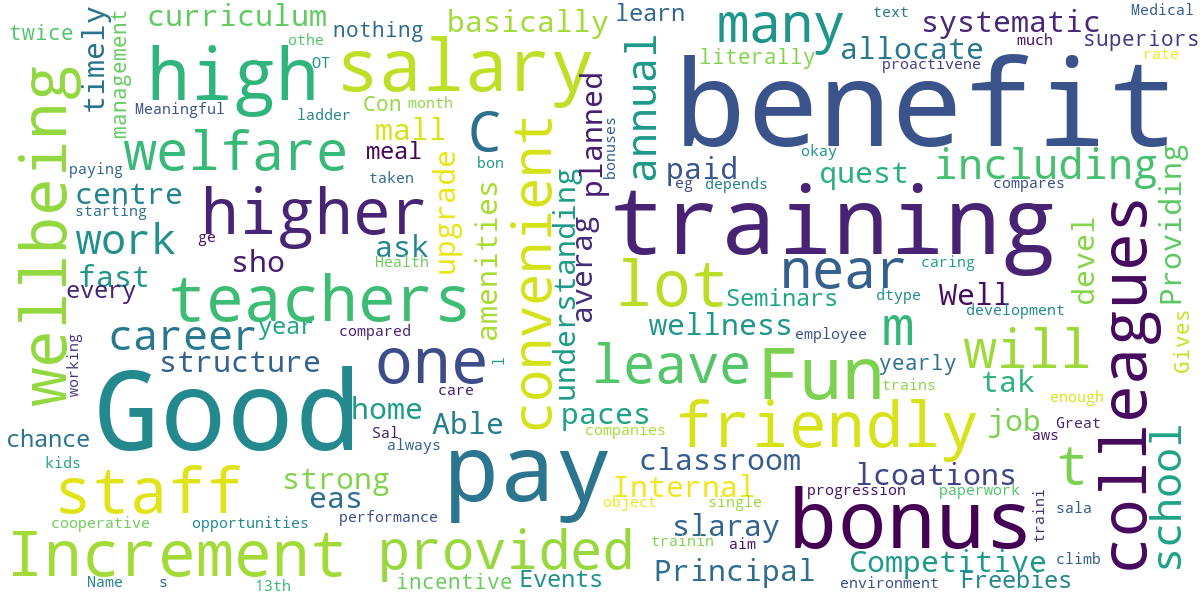 twice
curriculum
nothing
basically
learn
many
text
systematic
Medical
timely
management
othe
OT
high
salary
annual
literally
allocate
proactivene
much
superiors
rate
benefit
wellbeing
Meaningful
ladder
Con
month
mall
C
convenient
planned
bonuses
welfare
meal
upgrade
bon
paid
okay
quest
including
paying
taken
eg
depends
compares
centre
starting
higher
amenities
understanding
averag
training
Providing
work
ge
ask
Health
fast
sho
every
teachers
lot
Seminars
near
caring
dtype
Well
devel
colleagues
development
career
year
compared
wellness
employee
m
working
structure
one
l
leave
Fun
yearly
will
Gives
care
trains
tak
enough
Good
home
Able
paces
friendly
job
Great
aws
chance
Sal
always
companies
kids
pay
classroom
lcoations
t
school
staff
strong
eas
Internal
progression
paperwork
object
single
bonus
traini
sala
cooperative
opportunities
performance
slaray
Increment
provided
trainin
aim
Principal
Competitive
climb
Name
s
13th
incentive
Events
environment
Freebies